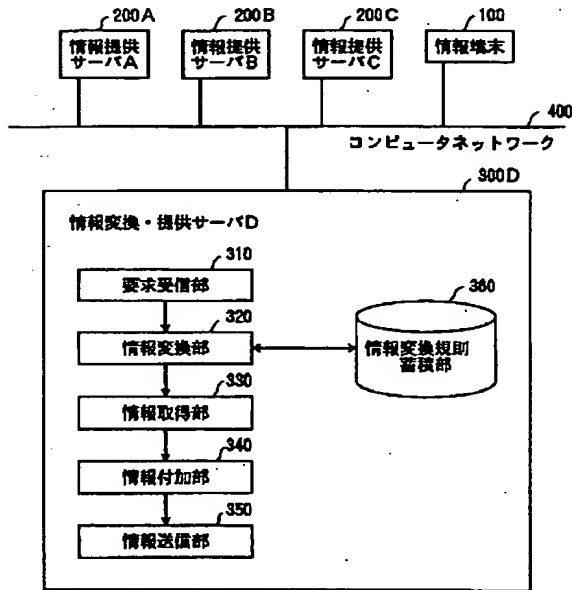 200A
200B
200C
100
情報提供
サーバA
情報提供
サーバB
情報提供
サーバC
情報端末
400
コンピュータネットワーク
300D
情報変換・提供サーバD
310
要求受信部
320
情報変換部
360
情報変換規則
蓄積部
330
情報取得部
340
情報付加部
350
情報送信部